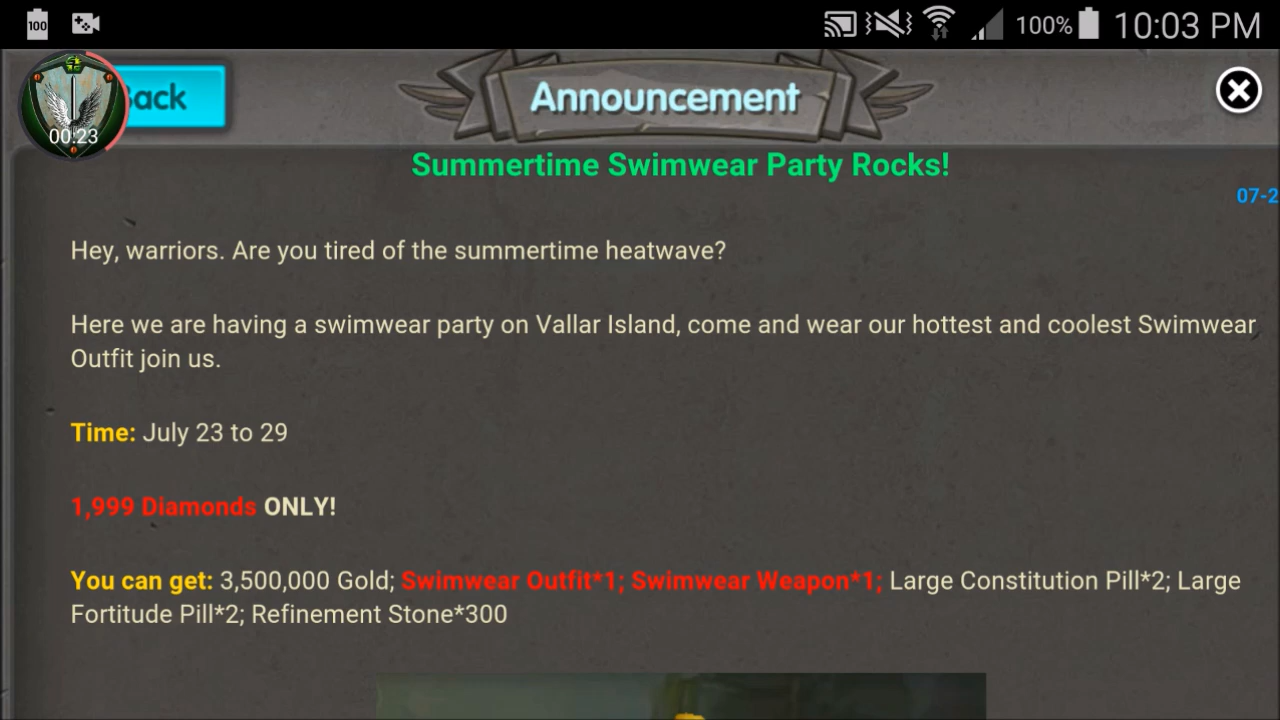 100
100% 10:03 PM
Back
Announcement
00:23
Summertime Swimwear Party Rocks!
07-2
Hey, warriors. Are you tired of the summertime heatwave?
Here we are having a swimwear party on Vallar Island, come and wear our hottest and coolest Swimwear
Outfit join us.
Time: July 23 to 29
1,999 Diamonds ONLY!
You can get: 3,500,000 Gold; Swimwear Outfit*1; Swimwear Weapon*1; Large Constitution Pill*2; Large
Fortitude Pill*2; Refinement Stone*300